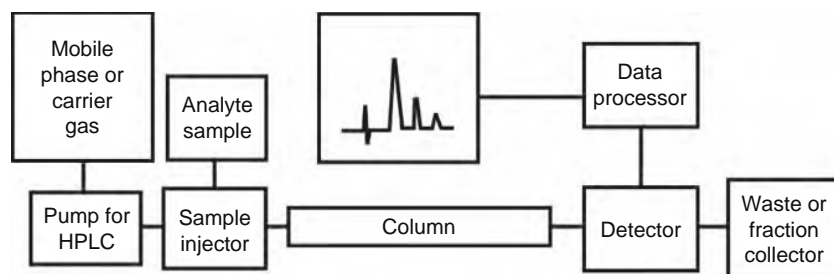 Mobile
phase or
carrier
gas
Analyte
sample
Data
processor
Pump for
HPLC
Sample
injector
Column
Detector
Waste or
fraction
collector